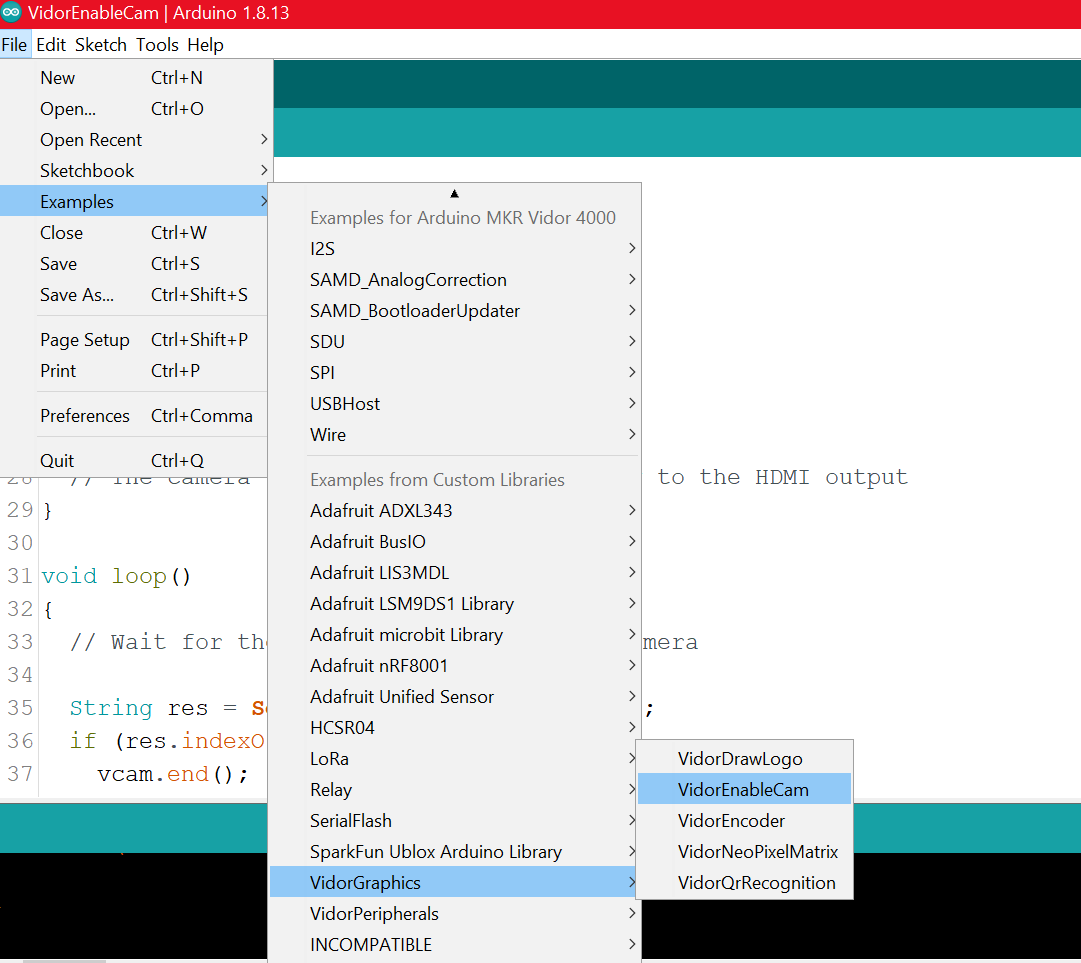 VidorEnableCam | Arduino 1.8.13
File Edit Sketch Tools Help
New Ctrl+N
Open... Ctrl+O
Open Recent
Sketchbook
Examples
Close Ctrl+W
Save Ctrl+S
Save As... Ctrl+Shift+S
Page Setup Ctrl+Shift+P
Print Ctrl+P
Preferences Ctrl+Comma
Quit Ctrl+Q
Examples for Arduino MKR Vidor 4000
I2S
SAMD_AnalogCorrection
SAMD_BootloaderUpdater
SDU
SPI
USBHost
Wire
Examples from Custom Libraries
Adafruit ADXL343
Adafruit BusIO
Adafruit LIS3MDL
Adafruit LSM9DS1 Library
Adafruit microbit Library
Adafruit nRF8001
Adafruit Unified Sensor
HCSR04
LoRa
Relay
SerialFlash
SparkFun Ublox Arduino Library
VidorGraphics
VidorPeripherals
INCOMPATIBLE
VidorDrawLogo
VidorEnableCam
VidorEncoder
VidorNeoPixelMatrix
VidorQrRecognition
28 // The camera to the HDMI output
29 }
30
31 void loop()
32 {
33 // Wait for the mera
34
35 String res = Se ;
36 if (res.indexO
37 vcam.end();